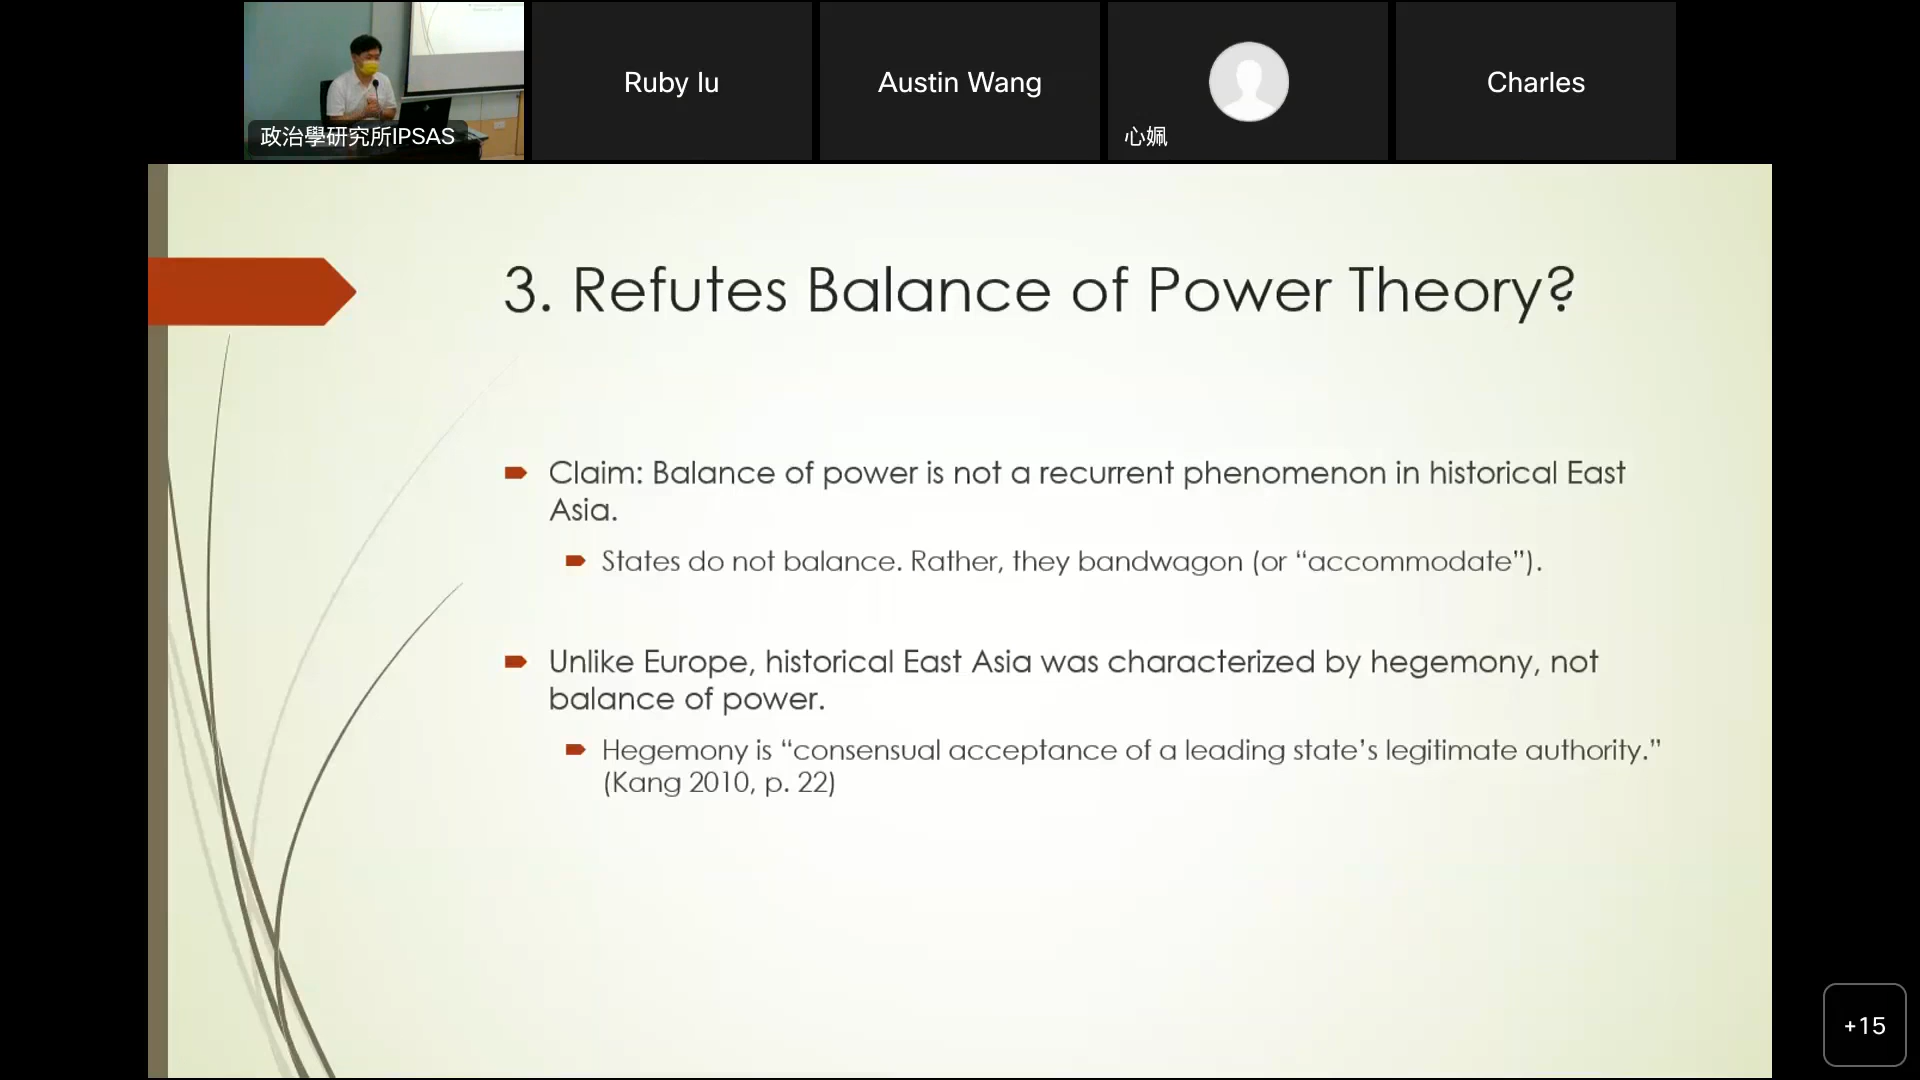 政治學研究所IPSAS
Ruby lu
Austin Wang
心姵
Charles
3. Refutes Balance of Power Theory?
Claim: Balance of power is not a recurrent phenomenon in historical East
Asia.
States do not balance. Rather, they bandwagon (or “accommodate”).
Unlike Europe, historical East Asia was characterized by hegemony, not
balance of power.
Hegemony is “consensual acceptance of a leading state’s legitimate authority.”
(Kang 2010, p. 22)
+15